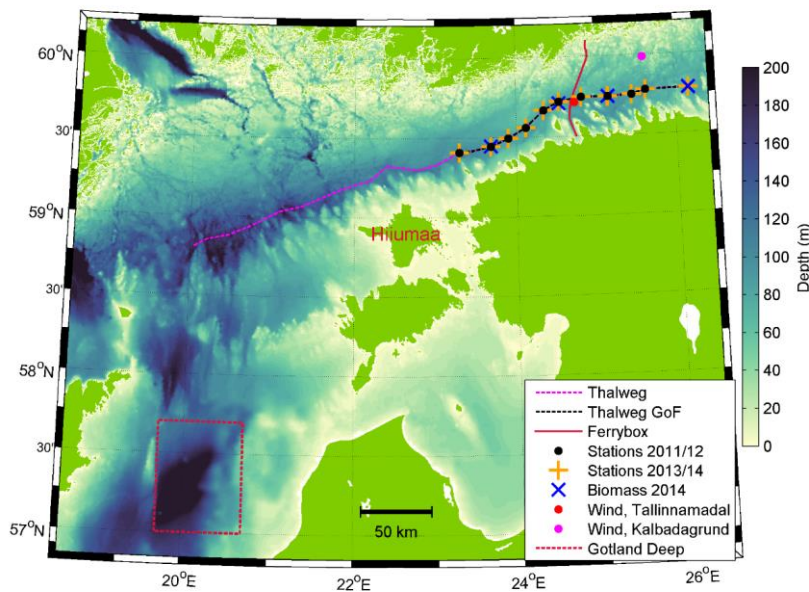 60°N
30'
59°N
30'
58°N
30'
57°N
20°E
22°E
24°E
26°E
Hiiumaa
50 km
Thalweg
Thalweg GoF
Ferrybox
Stations 2011/12
Stations 2013/14
Biomass 2014
Wind, Tallinnamadal
Wind, Kalbadagrund
Gotland Deep
200
180
160
140
120
100
80
60
40
20
0
Depth (m)